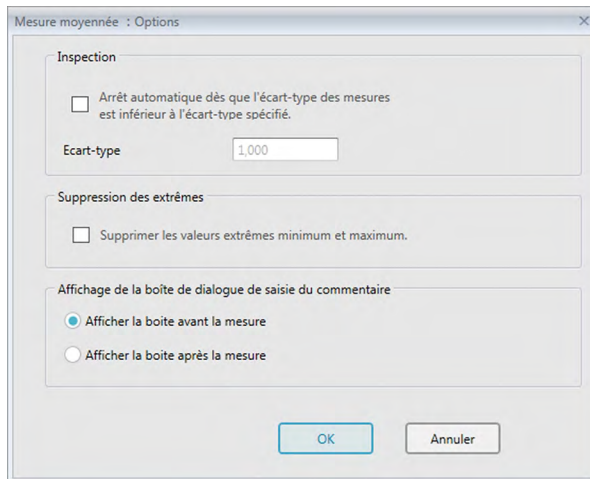 Mesure moyennée : Options
Inspection
Arrêt automatique dès que l'écart-type des mesures
est inférieur à l'écart-type spécifié.
Ecart-type
1,000
Suppression des extrêmes
Supprimer les valeurs extrêmes minimum et maximum.
Affichage de la boîte de dialogue de saisie du commentaire
Afficher la boite avant la mesure
Afficher la boite après la mesure
OK
Annuler